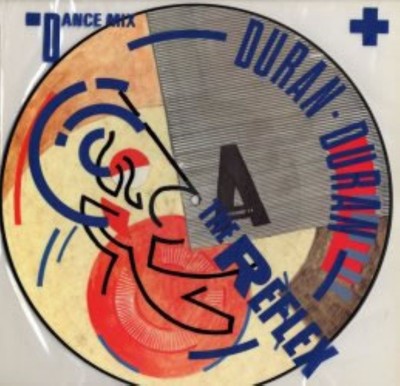 DANCE MIX
DURAN · DURAN
A
THE REFLEX